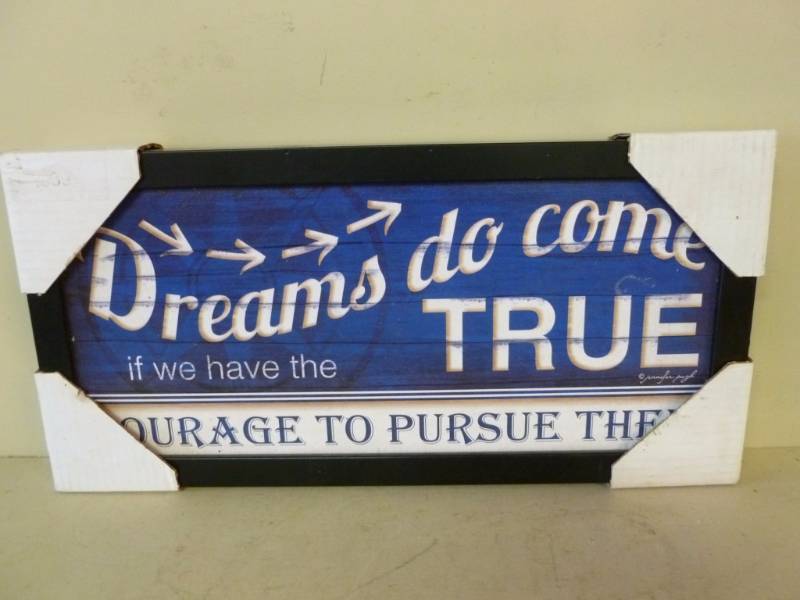 Dreams do come
TRUE
if we have the
OURAGE TO PURSUE THE